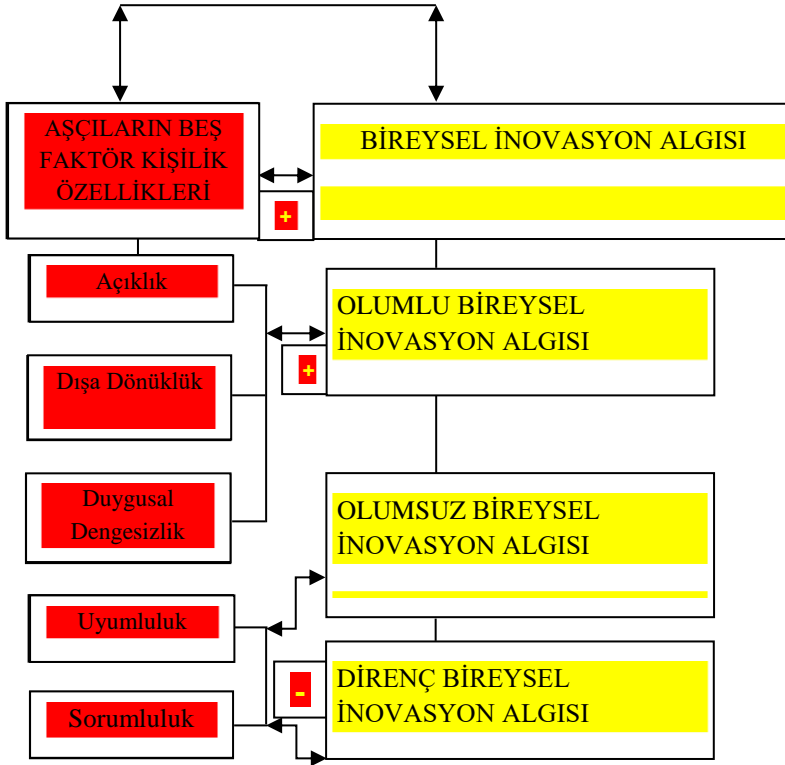 AŞÇILARIN BEŞ
FAKTÖR KİŞİLİK
ÖZELLİKLERİ
BİREYSEL İNOVASYON ALGISI
+
Açıklık
OLUMLU BİREYSEL
İNOVASYON ALGISI
+
Dışa Dönüklük
Duygusal
Dengesizlik
OLUMSUZ BİREYSEL
İNOVASYON ALGISI
Uyumluluk
-
DİRENÇ BİREYSEL
İNOVASYON ALGISI
Sorumluluk